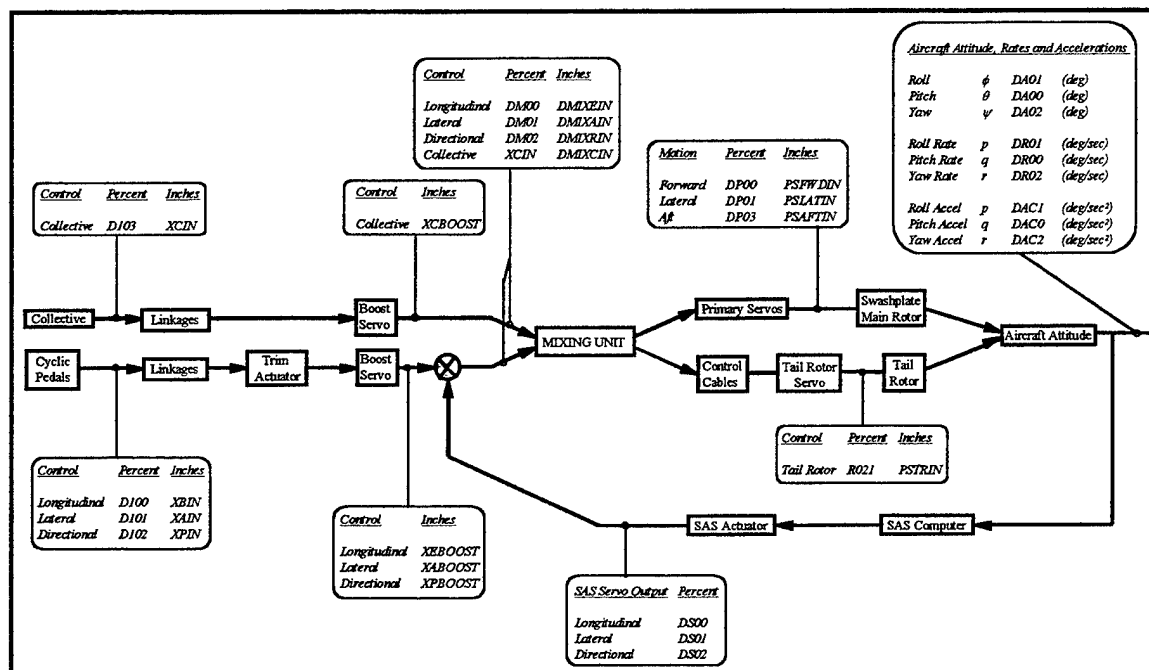 Aircraft Attitude, Rates and Accelerations
Roll ϕ DA01 (deg)
Pitch θ DA00 (deg)
Yaw ψ DA02 (deg)
Roll Rate p DR01 (deg/sec)
Pitch Rate q DR00 (deg/sec)
Yaw Rate r DR02 (deg/sec)
Roll Accel p DAC1 (deg/sec²)
Pitch Accel q DAC0 (deg/sec²)
Yaw Accel r DAC2 (deg/sec²)
Control Percent Inches
Longitudinal DM00 DMIXEIN
Lateral DM01 DMIXAIN
Directional DM02 DMIXRIN
Collective XCIN DMIXCIN
Motion Percent Inches
Forward DP00 PSFWDIN
Lateral DP01 PSLATIN
Aft DP03 PSAFTIN
Control Percent Inches
Collective D103 XCIN
Control Inches
Collective XCBOOST
Collective
Linkages
Boost
Servo
MIXING UNIT
Primary Servos
Swashplate
Main Rotor
Aircraft Attitude
Cyclic
Pedals
Linkages
Trim
Actuator
Boost
Servo
Control
Cables
Tail Rotor
Servo
Tail
Rotor
Control Percent Inches
Tail Rotor R021 PSTRIN
Control Percent Inches
Longitudinal D100 XBIN
Lateral D101 XAIN
Directional D102 XPIN
Control Inches
Longitudinal XEBOOST
Lateral XABOOST
Directional XPBOOST
SAS Actuator
SAS Computer
SAS Servo Output Percent
Longitudinal DS00
Lateral DS01
Directional DS02